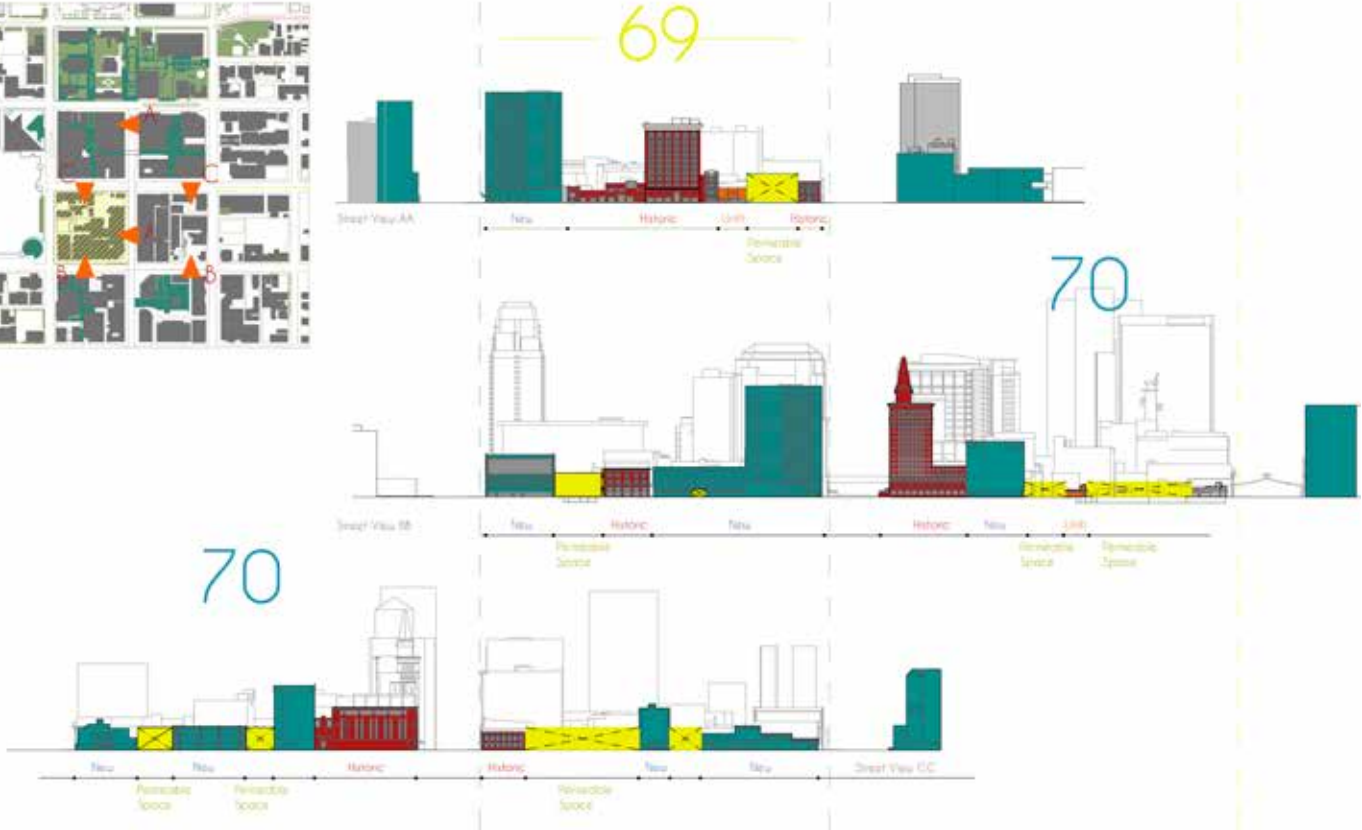 69
A
C
C
A
B
B
Street View AA
New
Historic
Unith
Historic
Permeable
Space
70
Street View BB
New
Historic
New
Historic
New
Permeable
Space
Permeable
Space
Permeable
Space
70
New
New
Historic
Historic
New
New
Street View CC
Permeable
Space
Permeable
Space
Permeable
Space